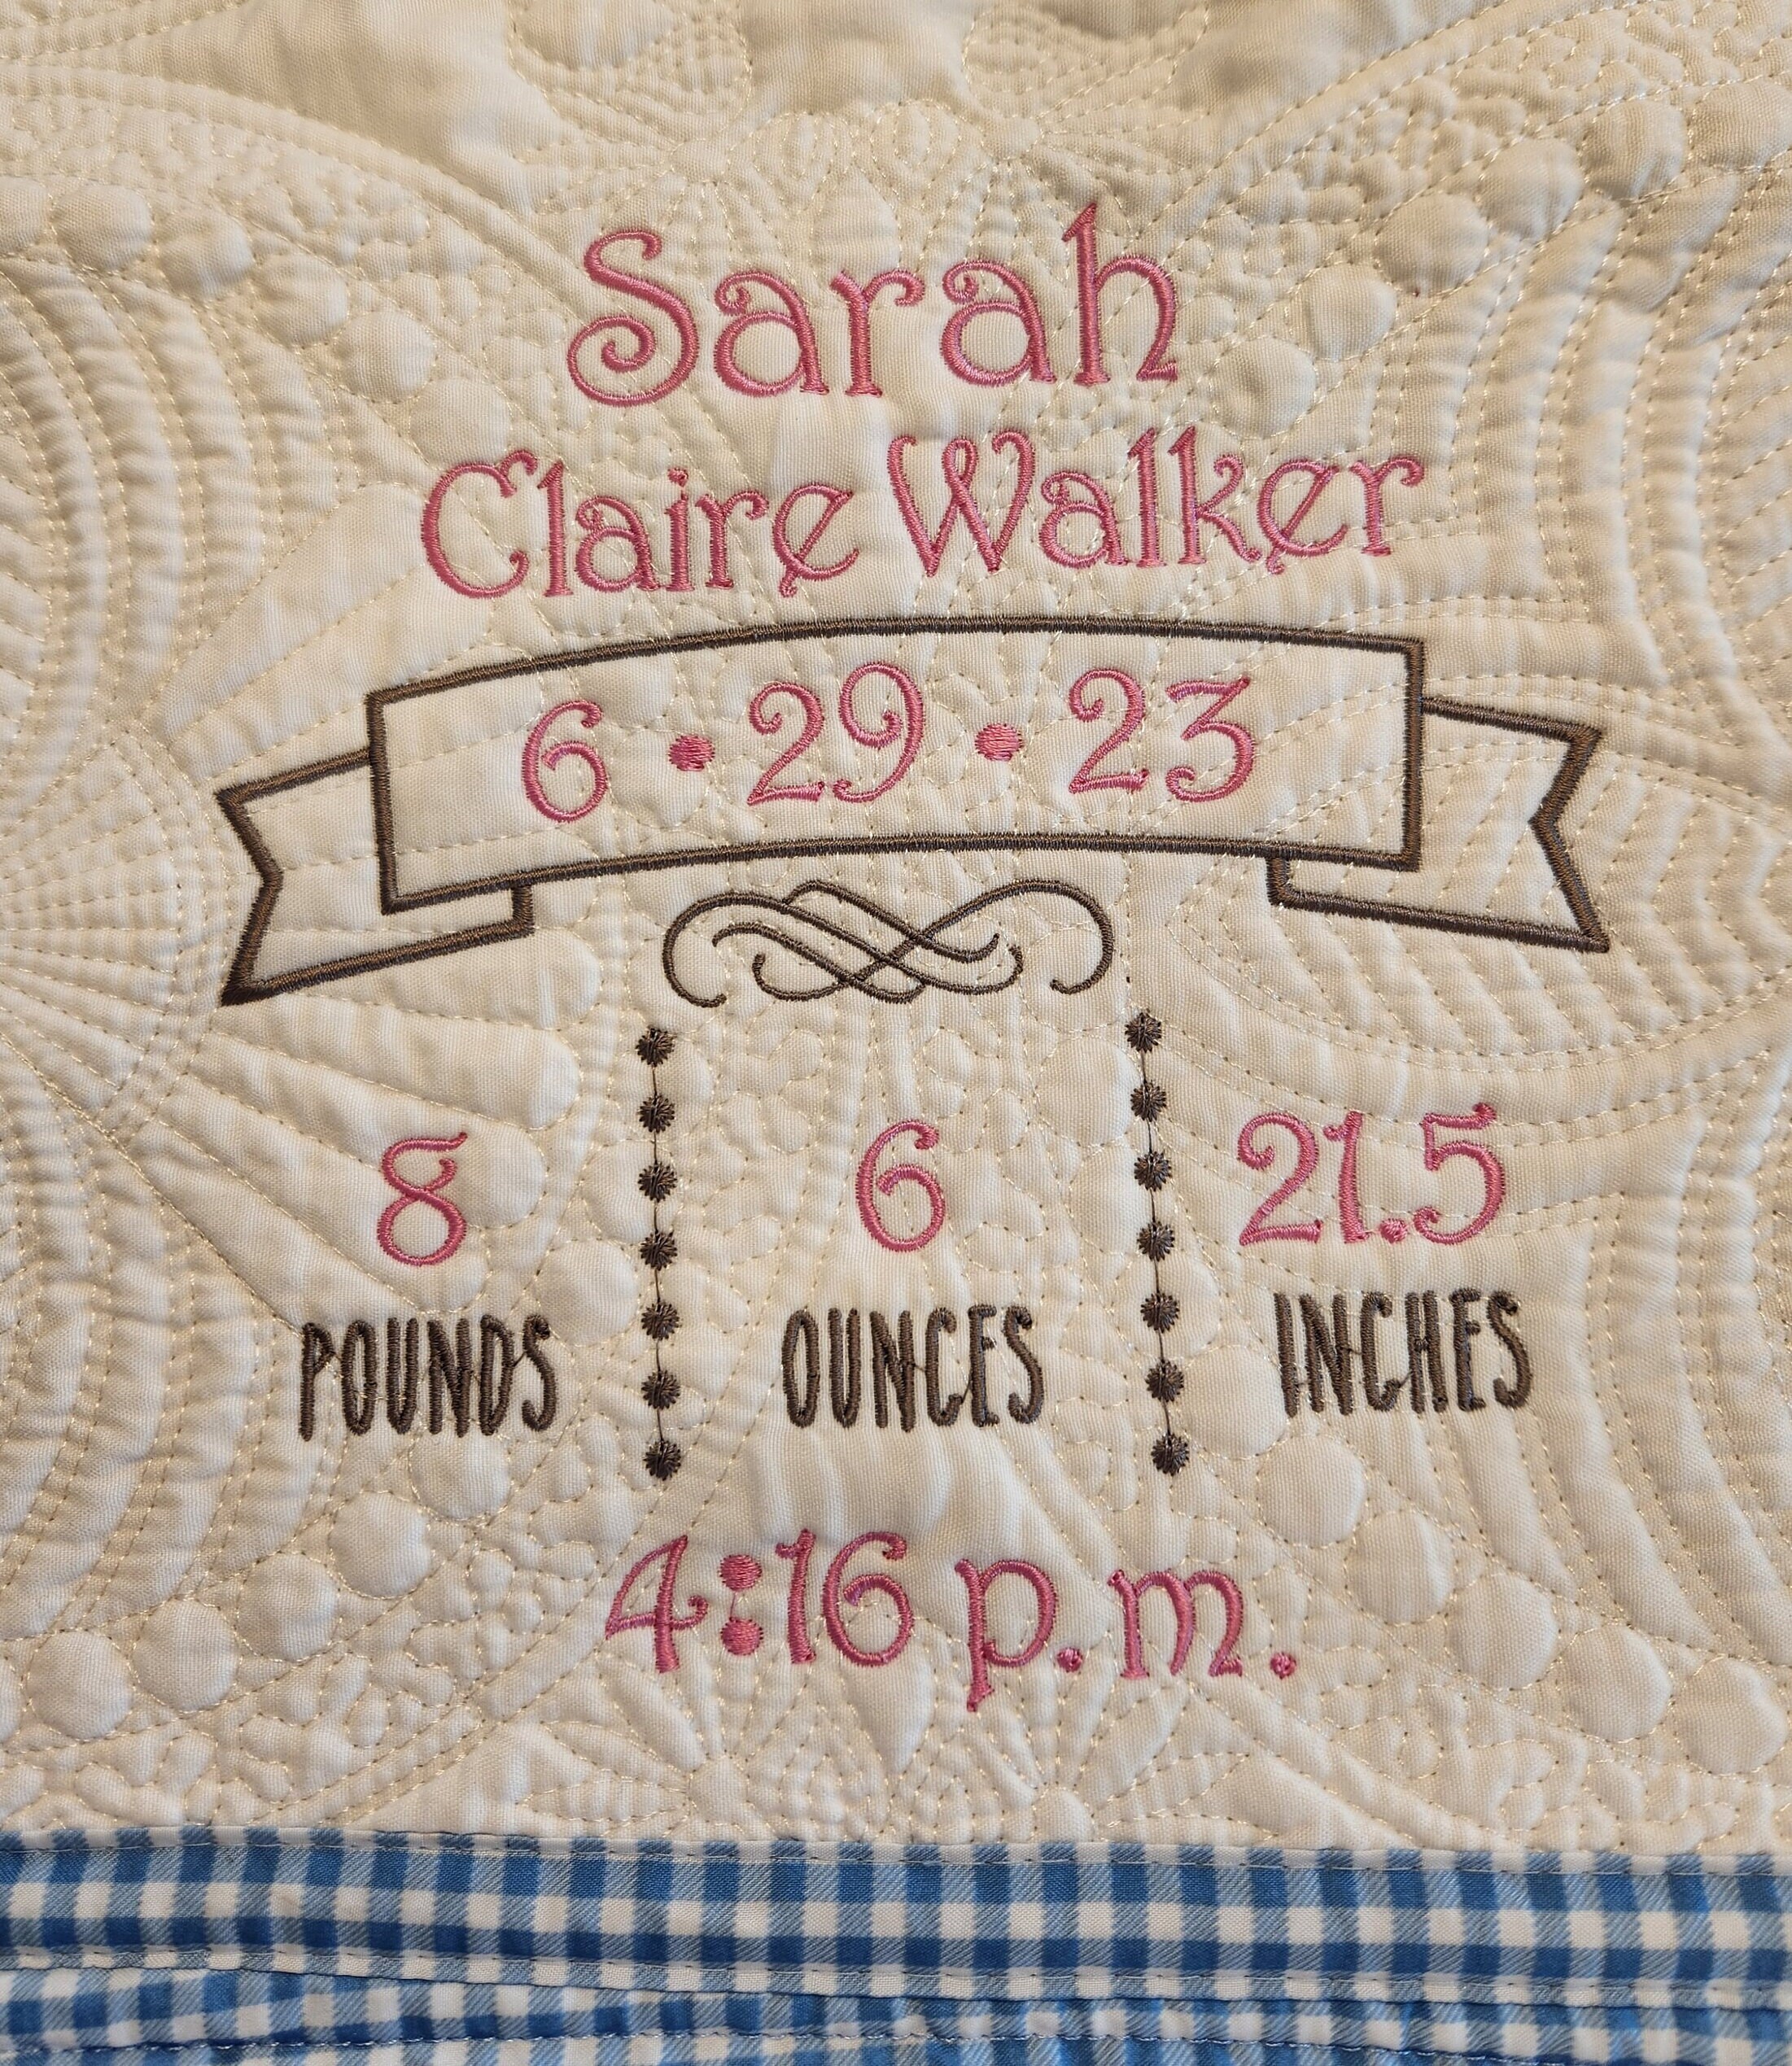 Sarah
Claire Walker
6 • 29 • 23
8 6 21.5
POUNDS OUNCES INCHES
4:16 p.m.